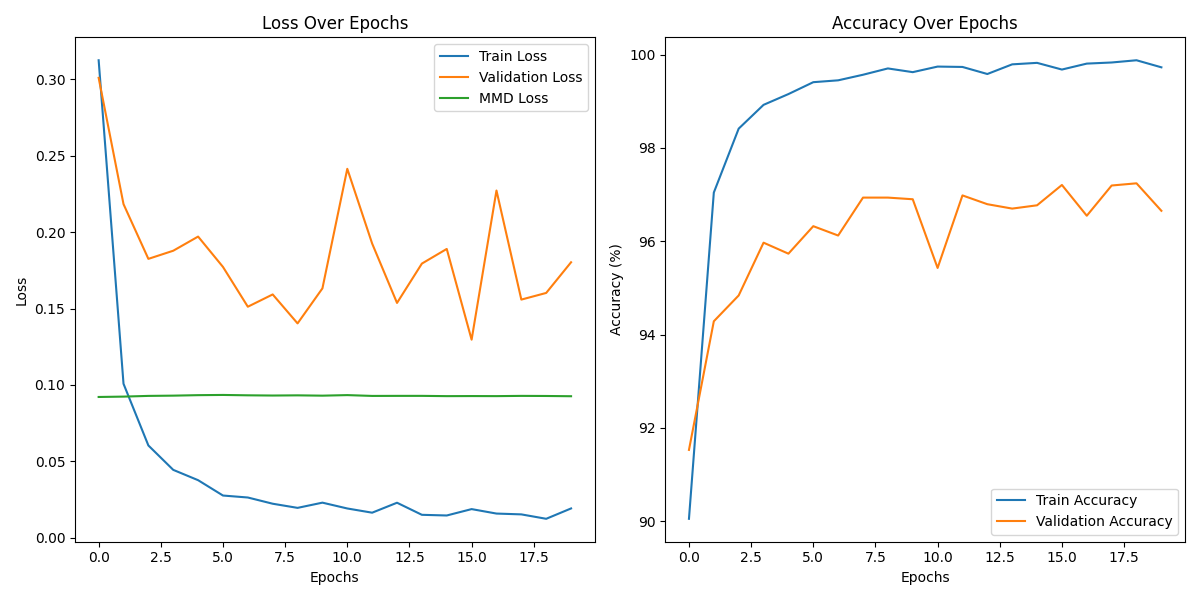 Loss Over Epochs
Train Loss
Validation Loss
MMD Loss
0.30
0.25
0.20
0.15
0.10
0.05
0.00
Loss
0.0 2.5 5.0 7.5 10.0 12.5 15.0 17.5
Epochs
Accuracy Over Epochs
100
98
96
94
92
90
Accuracy (%)
Train Accuracy
Validation Accuracy
0.0 2.5 5.0 7.5 10.0 12.5 15.0 17.5
Epochs